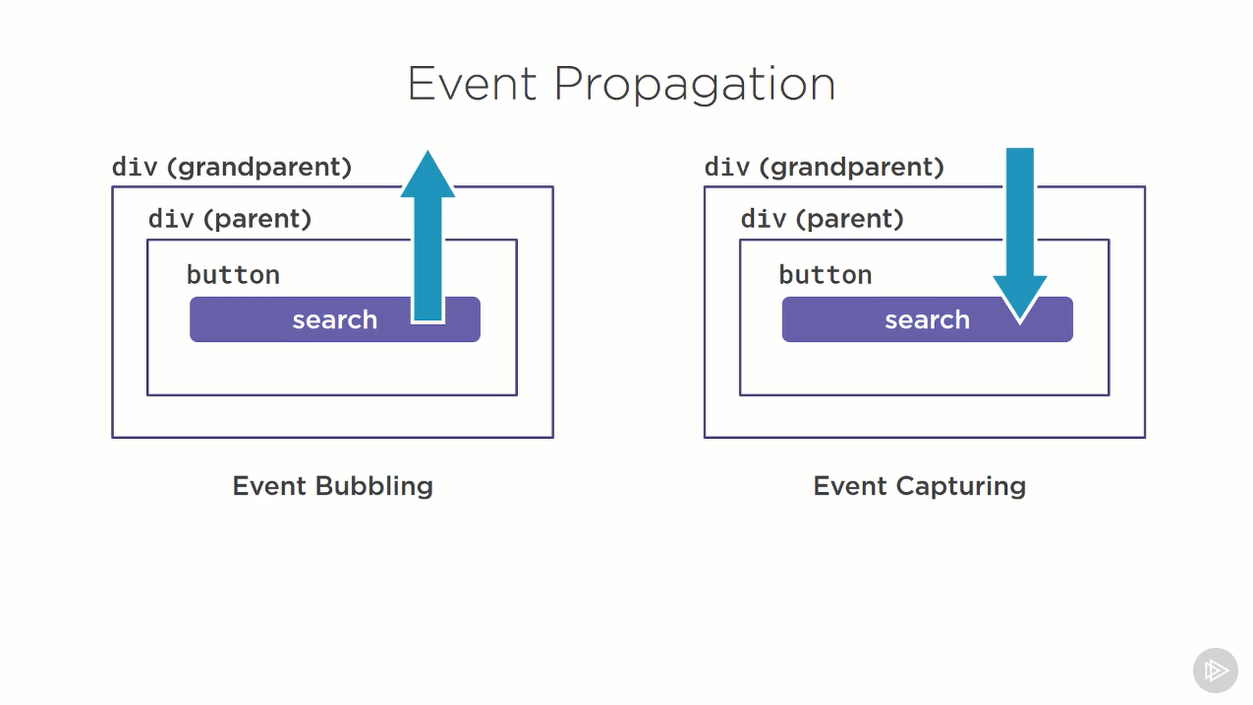 Event Propagation
div (grandparent)
div (parent)
button
search
Event Bubbling
div (grandparent)
div (parent)
button
search
Event Capturing